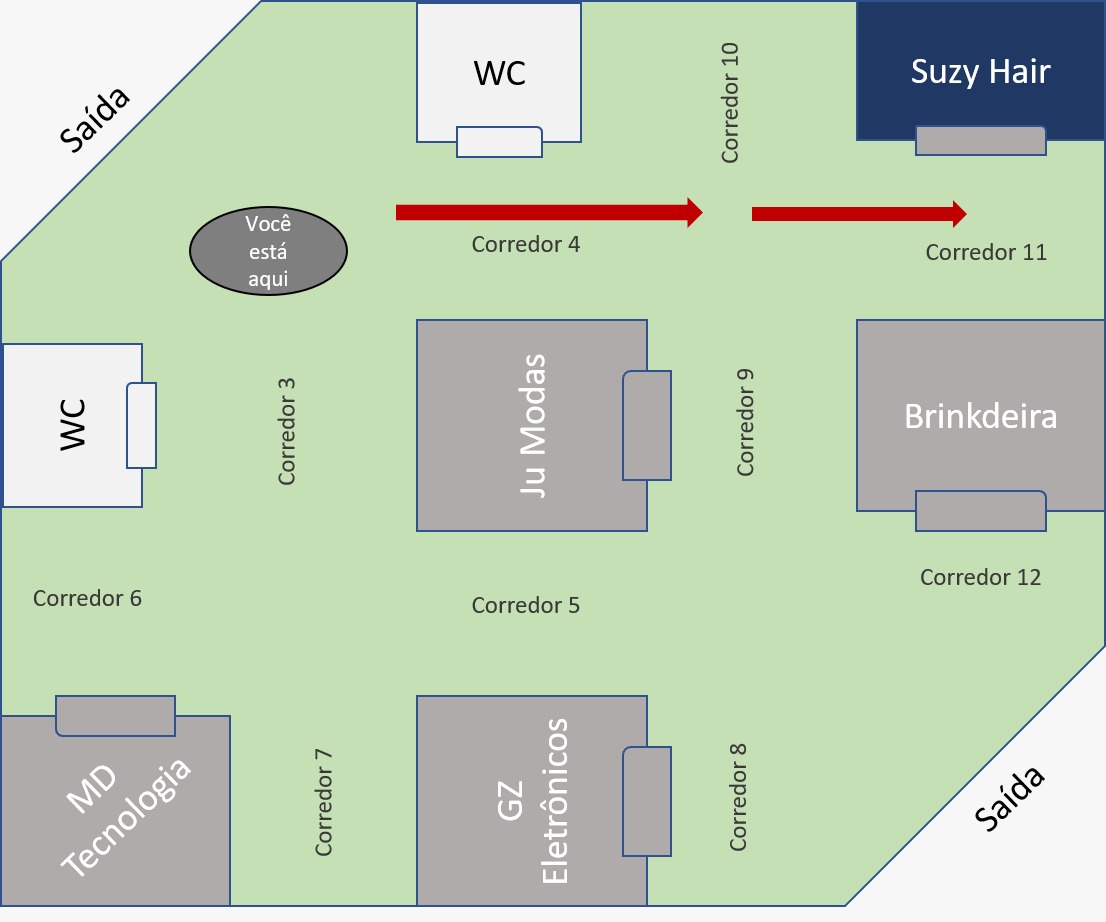 WC
Corredor 10
Suzy Hair
Saída
Você
está
aqui
Corredor 4
Corredor 11
WC
Corredor 3
Ju Modas
Corredor 9
Brinkdeira
Corredor 6
Corredor 5
Corredor 12
MD
Tecnologia
Corredor 7
GZ
Eletrônicos
Corredor 8
Saída